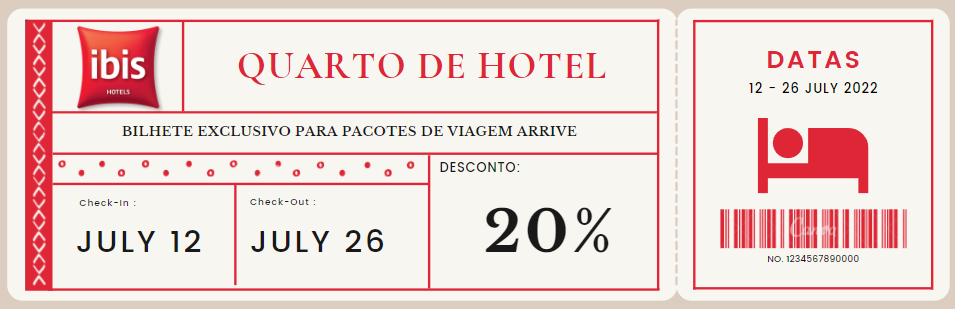 ibis
HOTELS
QUARTO DE HOTEL
BILHETE EXCLUSIVO PARA PACOTES DE VIAGEM ARRIVE
DESCONTO:
Check-In :
Check-Out :
JULY 12
JULY 26
20%
DATAS
12 - 26 JULY 2022
Canva
NO. 1234567890000